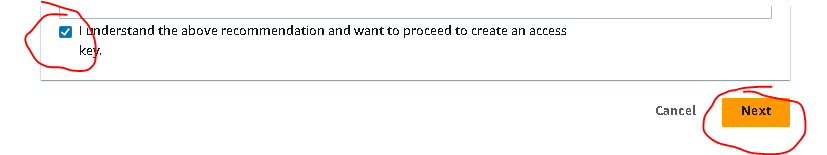 I understand the above recommendation and want to proceed to create an access
key.
Cancel
Next